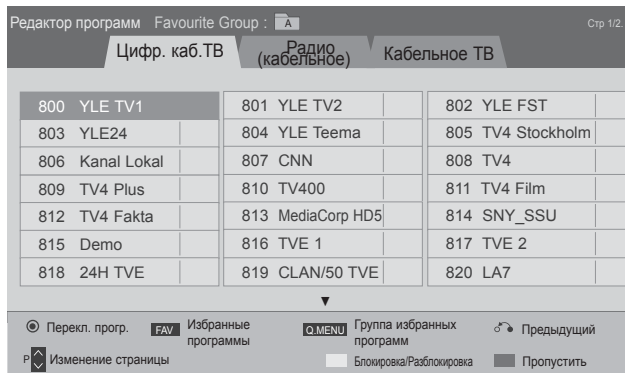 Редактор программ Favourite Group : A Стр 1/2.
Цифр. каб.ТВ Радио (кабельное) Кабельное ТВ
800 YLE TV1 801 YLE TV2 802 YLE FST
803 YLE24 804 YLE Teema 805 TV4 Stockholm
806 Kanal Lokal 807 CNN 808 TV4
809 TV4 Plus 810 TV400 811 TV4 Film
812 TV4 Fakta 813 MediaCorp HD5 814 SNY_SSU
815 Demo 816 TVE 1 817 TVE 2
818 24H TVE 819 CLAN/50 TVE 820 LA7
▼
Перекл. прогр. FAV Избранные программы Q.MENU Группа избранных программ Предыдущий
P Изменение страницы Блокировка/Разблокировка Пропустить